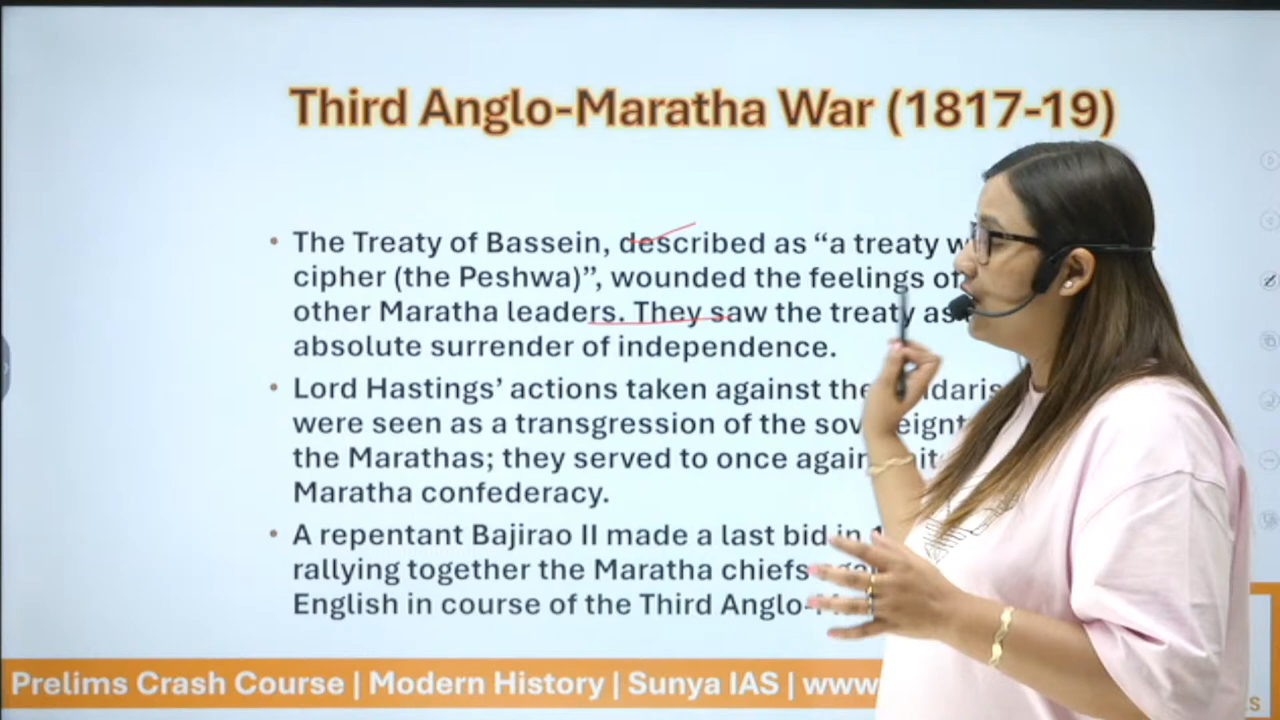 Third Anglo-Maratha War (1817-19)
The Treaty of Bassein, described as “a treaty
cipher (the Peshwa)”, wounded the feelings of
other Maratha leaders. They saw the treaty as
absolute surrender of independence.
Lord Hastings’ actions taken against the
were seen as a transgression of the
the Marathas; they served to once again
Maratha confederacy.
A repentant Bajirao II made a last bid in
rallying together the Maratha chiefs
English in course of the Third Anglo-
Prelims Crash Course | Modern History | Sunya IAS | www